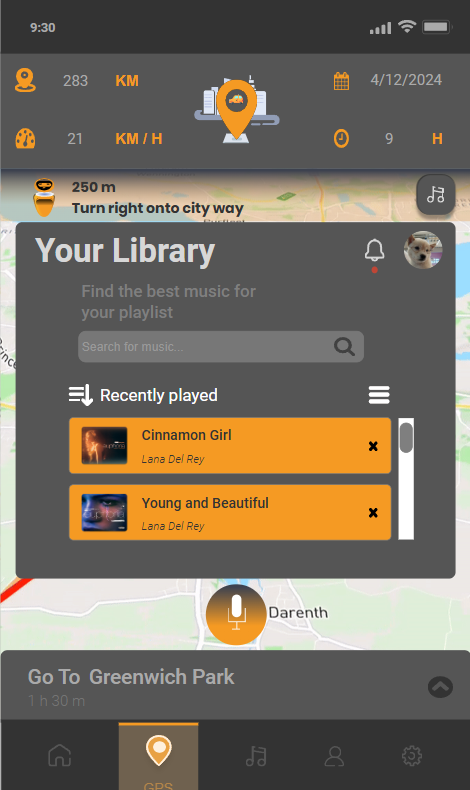 9:30
283 KM
4/12/2024
21 KM / H
9 H
250 m
Turn right onto city way
Your Library
Find the best music for
your playlist
Search for music...
Recently played
Cinnamon Girl
Lana Del Rey
Young and Beautiful
Lana Del Rey
Darenth
Go To Greenwich Park
1 h 30 m
GPS